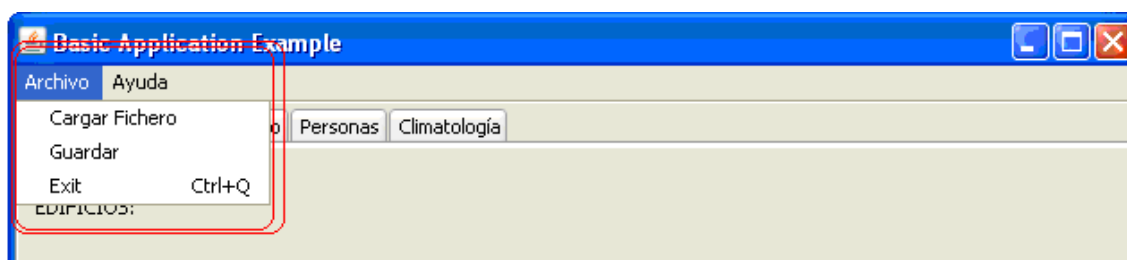 Basic Application Example
Archivo Ayuda
Cargar Fichero
Guardar
Exit Ctrl+Q
Personas Climatología
EDIFICIOS: